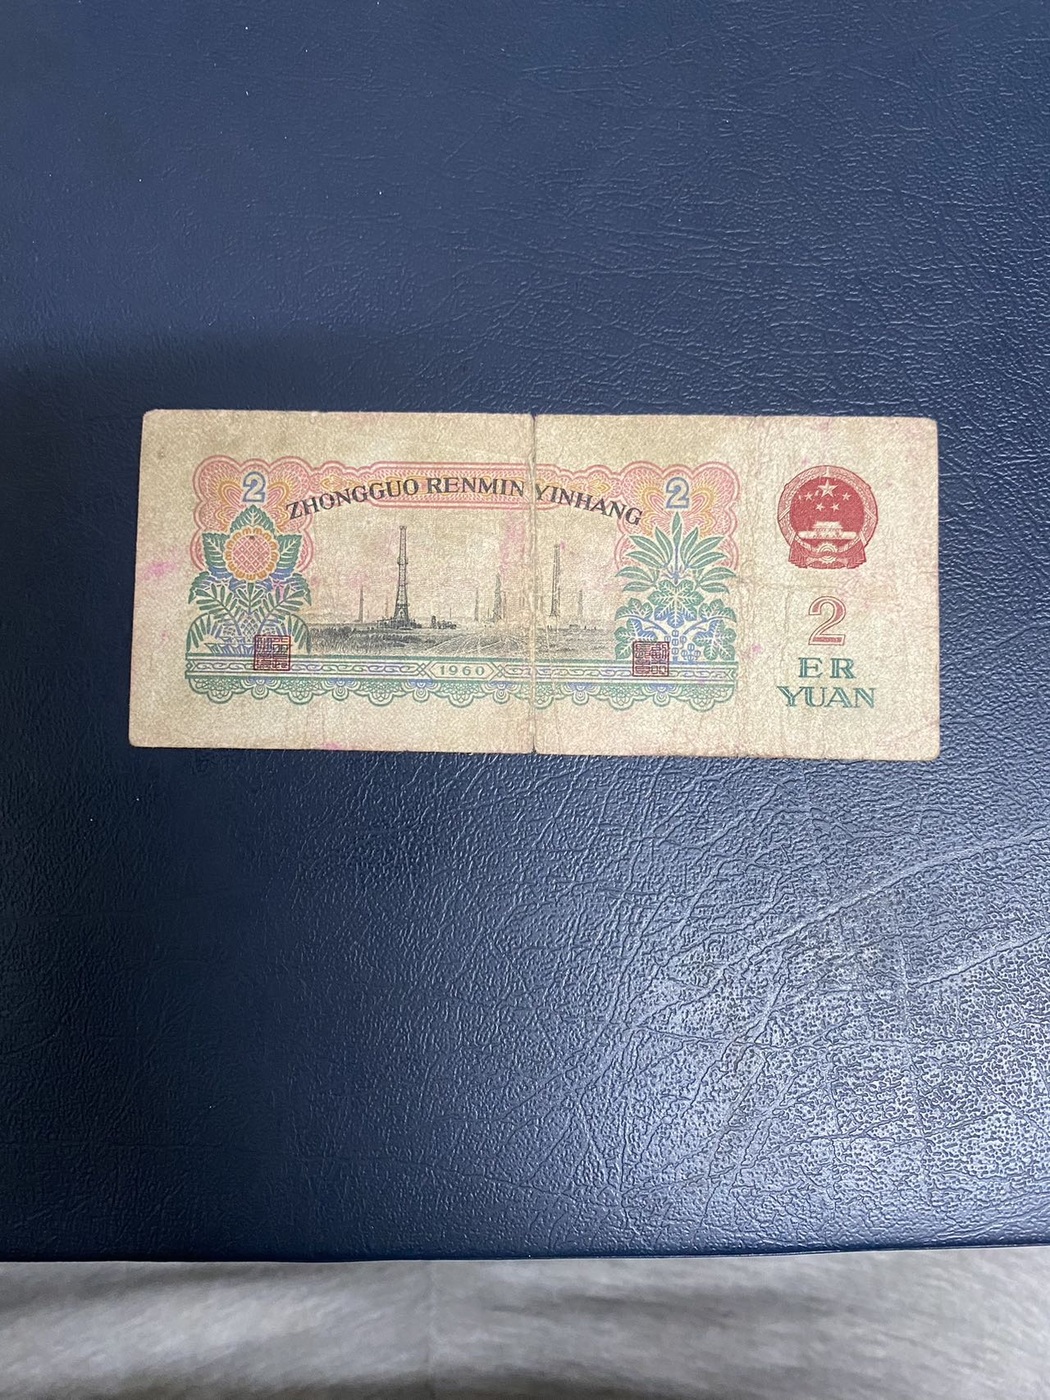 2
2
ZHONGGUO RENMIN YINHANG
1960
2
ER
YUAN